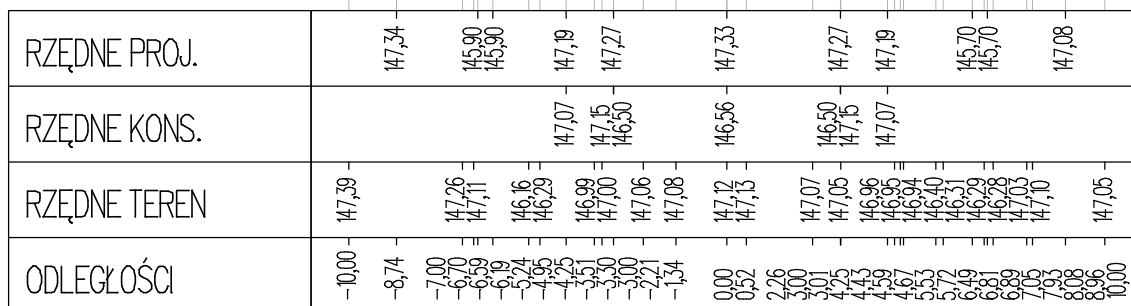 RZĘDNE PROJ. 147,34 145,90 145,90 147,19 147,27 147,33 147,27 147,19 145,70 145,70 147,08
RZĘDNE KONS. 147,07 147,15 146,50 146,56 146,50 147,15 147,07
RZĘDNE TEREN 147,39 147,26 147,11 146,16 146,29 146,99 147,00 147,06 147,08 147,12 147,13 147,07 147,05 146,96 146,95 146,94 146,40 146,31 146,29 146,28 147,03 147,10 147,05
ODLEGŁOŚCI -10,00 -8,74 -7,00 -6,70 -6,59 -6,19 -5,24 -4,95 -4,25 -3,51 -3,30 -3,00 -2,21 -1,34 0,00 0,52 2,26 3,00 3,01 4,25 4,43 4,59 4,67 5,53 5,72 6,49 6,81 6,89 7,05 7,93 8,08 8,96 10,00